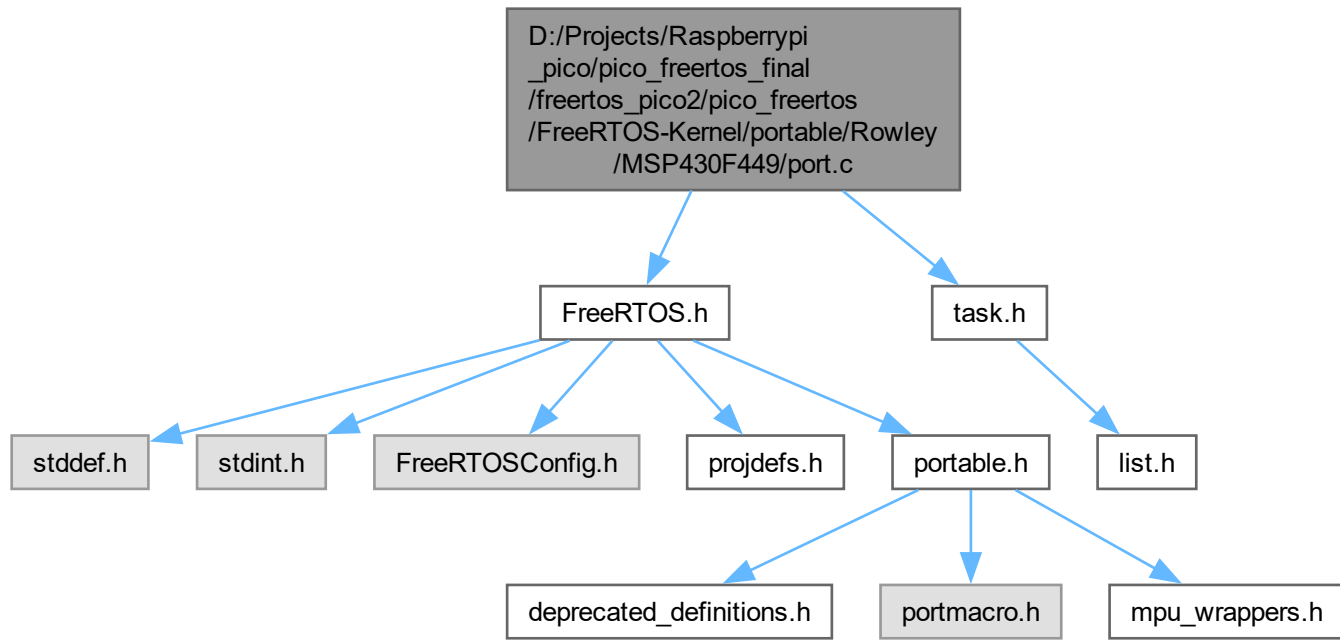 D:/Projects/Raspberrypi
_pico/pico_freertos_final
/freertos_pico2/pico_freertos
/FreeRTOS-Kernel/portable/Rowley
/MSP430F449/port.c
FreeRTOS.h
task.h
stddef.h
stdint.h
FreeRTOSConfig.h
projdefs.h
portable.h
list.h
deprecated_definitions.h
portmacro.h
mpu_wrappers.h